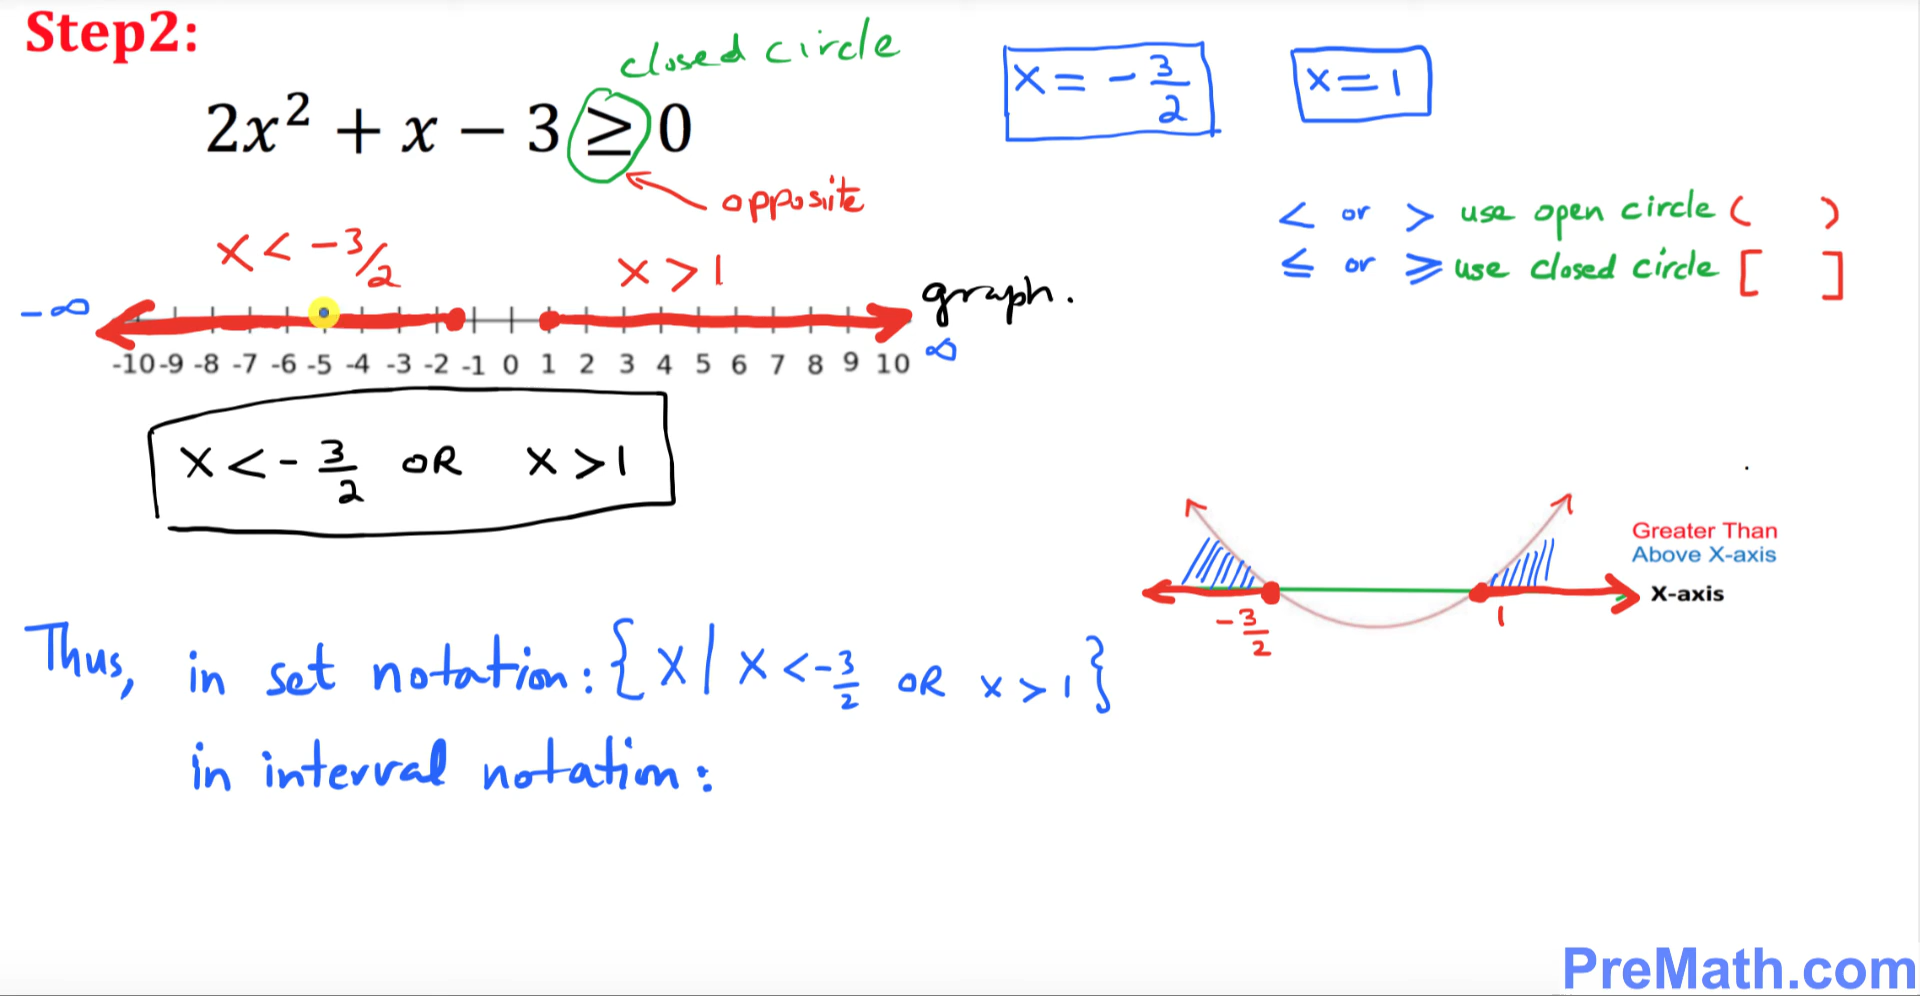 Step2:
closed circle
x = - 3/2
x = 1
2x² + x − 3 ≥ 0
opposite
< or > use open circle ( )
≤ or ≥ use closed circle [ ]
x < -3/2
x > 1
graph.
-∞
∞
-10 -9 -8 -7 -6 -5 -4 -3 -2 -1 0 1 2 3 4 5 6 7 8 9 10
x < - 3/2 OR x > 1
Greater Than
Above X-axis
X-axis
- 3/2
1
Thus, in set notation: { x | x < - 3/2 OR x > 1 }
in interval notation:
PreMath.com